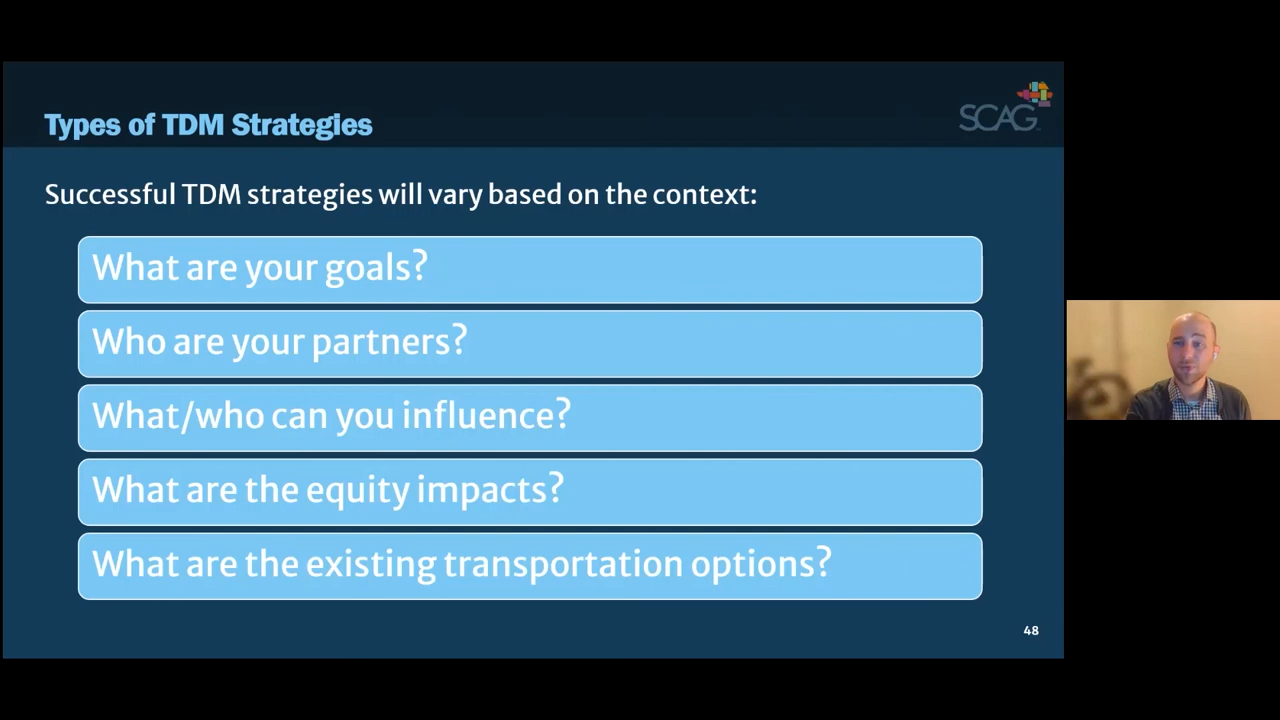 Types of TDM Strategies
SCAG
Successful TDM strategies will vary based on the context:
What are your goals?
Who are your partners?
What/who can you influence?
What are the equity impacts?
What are the existing transportation options?
48